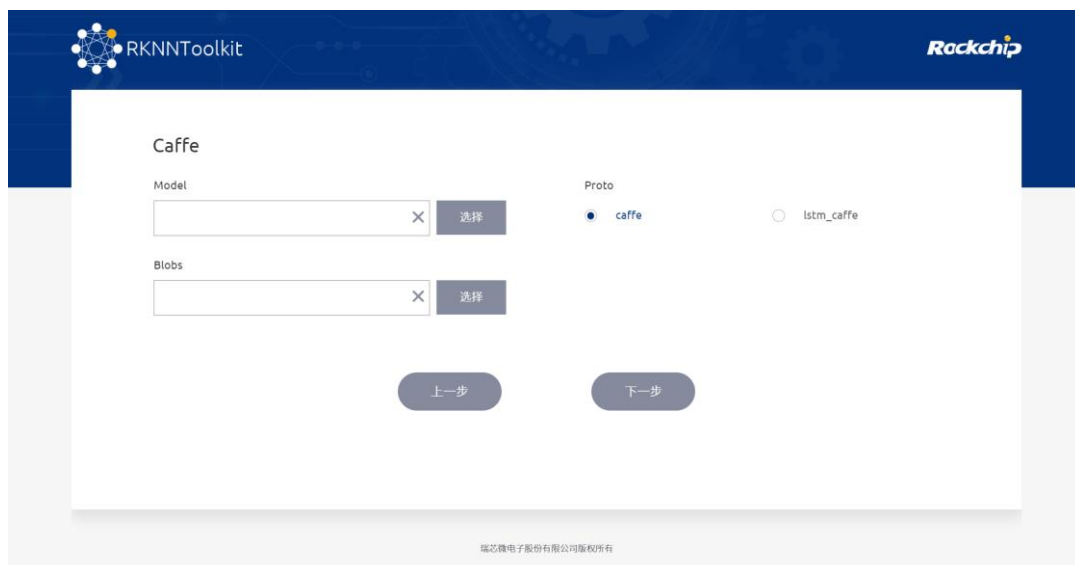 RKNNToolkit
Rockchip
Caffe
Model
选择
Proto
caffe
lstm_caffe
Blobs
选择
上一步
下一步
瑞芯微电子股份有限公司版权所有